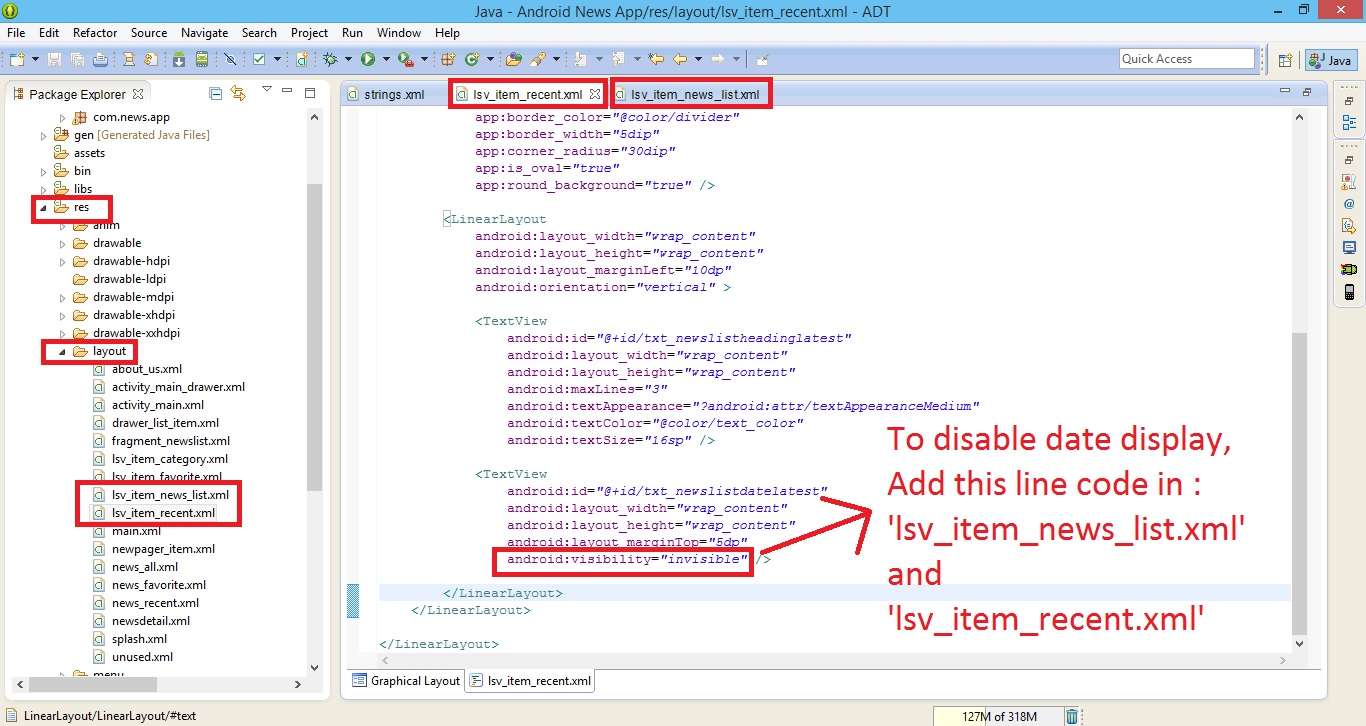 Java - Android News App/res/layout/lsv_item_recent.xml - ADT
File Edit Refactor Source Navigate Search Project Run Window Help
Quick Access
Java
Package Explorer
com.news.app
gen [Generated Java Files]
assets
bin
libs
res
anim
drawable
drawable-hdpi
drawable-ldpi
drawable-mdpi
drawable-xhdpi
drawable-xxhdpi
layout
about_us.xml
activity_main_drawer.xml
activity_main.xml
drawer_list_item.xml
fragment_newslist.xml
lsv_item_category.xml
lsv_item_favorite.xml
lsv_item_news_list.xml
lsv_item_recent.xml
main.xml
newpager_item.xml
news_all.xml
news_favorite.xml
news_recent.xml
newsdetail.xml
splash.xml
unused.xml
menu
strings.xml
lsv_item_recent.xml
lsv_item_news_list.xml
app:border_color="@color/divider"
app:border_width="5dip"
app:corner_radius="30dip"
app:is_oval="true"
app:round_background="true" />
<LinearLayout
android:layout_width="wrap_content"
android:layout_height="wrap_content"
android:layout_marginLeft="10dp"
android:orientation="vertical" >
<TextView
android:id="@+id/txt_newslistheadinglatest"
android:layout_width="wrap_content"
android:layout_height="wrap_content"
android:maxLines="3"
android:textAppearance="?android:attr/textAppearanceMedium"
android:textColor="@color/text_color"
android:textSize="16sp" />
<TextView
android:id="@+id/txt_newslistdatelatest"
android:layout_width="wrap_content"
android:layout_height="wrap_content"
android:layout_marginTop="5dp"
android:visibility="invisible" />
</LinearLayout>
</LinearLayout>
</LinearLayout>
To disable date display,
Add this line code in :
'lsv_item_news_list.xml'
and
'lsv_item_recent.xml'
Graphical Layout
lsv_item_recent.xml
LinearLayout/LinearLayout/#text
127M of 318M